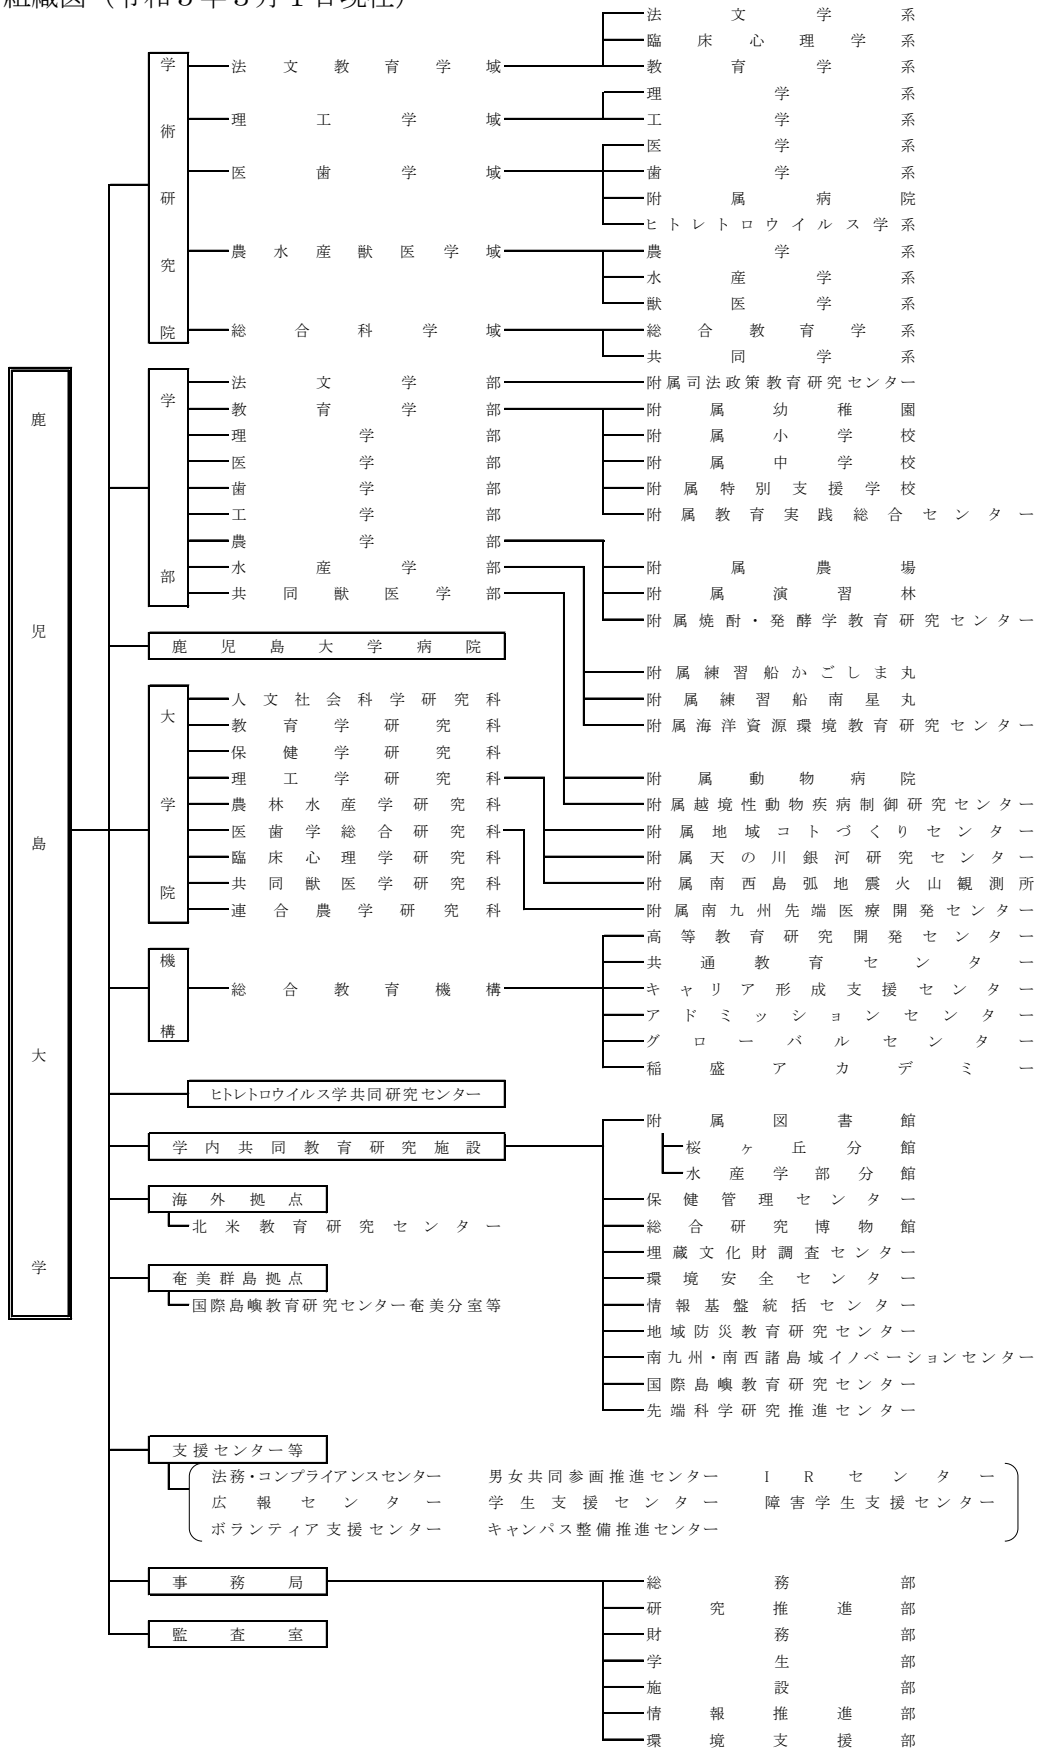 組織図（令和 年 月１日現在）
鹿児島大学
学術研究院
法文教育学域
法文学系
臨床心理学系
教育学系
理工学域
理学系
工学系
医歯学域
医学系
歯学系
附属病院
ヒトレトロウイルス学系
農水産獣医学域
農学系
水産学系
獣医学系
総合科学域
総合教育学系
共同学系
学部
法文学部
附属司法政策教育研究センター
教育学部
附属幼稚園
附属小学校
附属中学校
附属特別支援学校
附属教育実践総合センター
理学部
医学部
歯学部
工学部
農学部
附属農場
附属演習林
附属焼酎・発酵学教育研究センター
水産学部
附属練習船かごしま丸
附属練習船南星丸
附属海洋資源環境教育研究センター
共同獣医学部
附属動物病院
附属越境性動物疾病制御研究センター
鹿児島大学病院
大学院
人文社会科学研究科
教育学研究科
保健学研究科
理工学研究科
附属地域コトづくりセンター
附属天の川銀河研究センター
附属南西島弧地震火山観測所
農林水産学研究科
医歯学総合研究科
附属南九州先端医療開発センター
臨床心理学研究科
共同獣医学研究科
連合農学研究科
機構
総合教育機構
高等教育研究開発センター
共通教育センター
キャリア形成支援センター
アドミッションセンター
グローバルセンター
稲盛アカデミー
ヒトレトロウイルス学共同研究センター
学内共同教育研究施設
附属図書館
桜ヶ丘分館
水産学部分館
保健管理センター
総合研究博物館
埋蔵文化財調査センター
環境安全センター
情報基盤統括センター
地域防災教育研究センター
南九州・南西諸島域イノベーションセンター
国際島嶼教育研究センター
先端科学研究推進センター
海外拠点
北米教育研究センター
奄美群島拠点
国際島嶼教育研究センター奄美分室等
支援センター等
法務・コンプライアンスセンター 男女共同参画推進センター ＩＲセンター
広報センター 学生支援センター 障害学生支援センター
ボランティア支援センター キャンパス整備推進センター
事務局
総務部
研究推進部
財務部
学生部
施設部
情報推進部
環境支援部
監査室